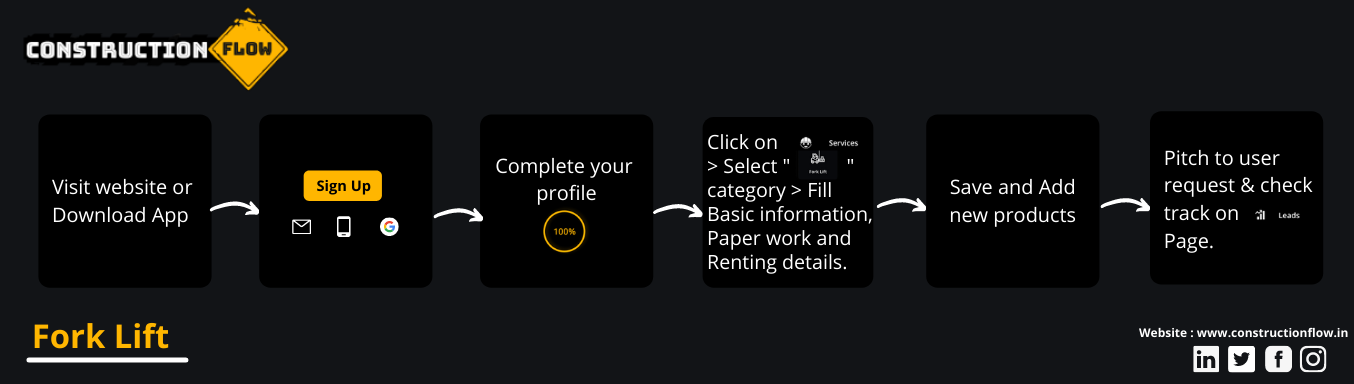 CONSTRUCTION FLOW
Visit website or
Download App
Sign Up
Complete your
profile
100%
Click on Services
> Select " Fork Lift "
category > Fill
Basic information,
Paper work and
Renting details.
Save and Add
new products
Pitch to user
request & check
track on Leads
Page.
Fork Lift
Website : www.constructionflow.in